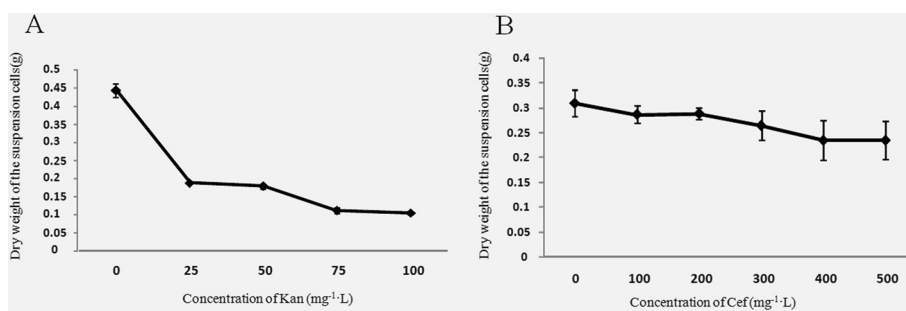 A
B
Dry weight of the suspension cells(g)
0.5
0.45
0.4
0.35
0.3
0.25
0.2
0.15
0.1
0.05
0
0 25 50 75 100
Concentration of Kan (mg-1·L)
Dry weight of the suspension cells(g)
0.4
0.35
0.3
0.25
0.2
0.15
0.1
0.05
0
0 100 200 300 400 500
Concentration of Cef (mg-1·L)